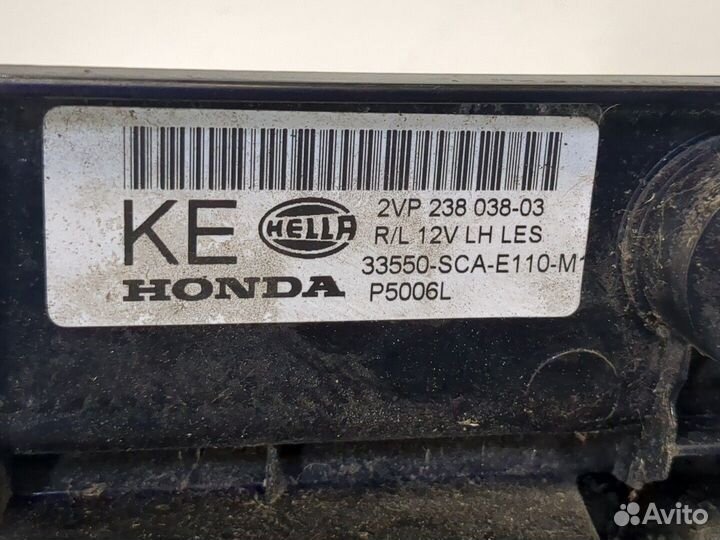 KE
HELLA
HONDA
2VP 238 038-03
R/L 12V LH LES
33550-SCA-E110-M1
P5006L
Avito